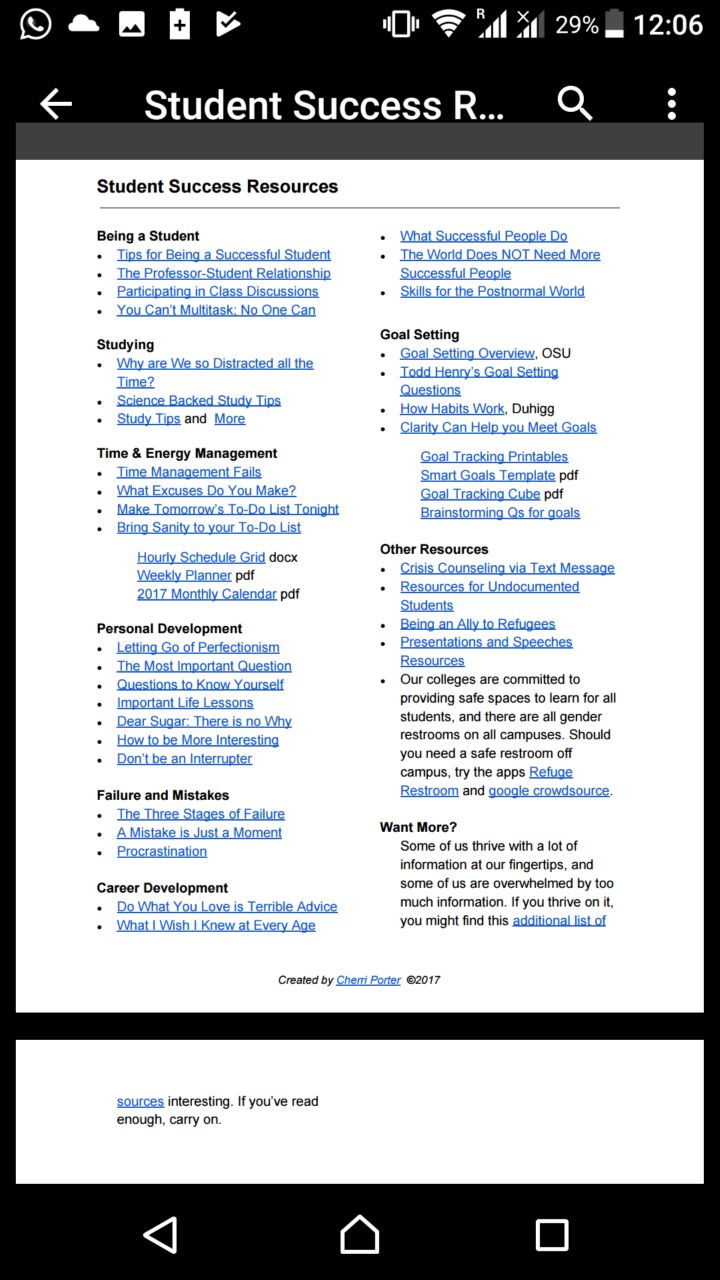 29% 12:06
R
Student Success R...
Student Success Resources
Being a Student
• Tips for Being a Successful Student
• The Professor-Student Relationship
• Participating in Class Discussions
• You Can't Multitask; No One Can
Studying
• Why are We so Distracted all the
Time?
• Science Backed Study Tips
• Study Tips and More
Time & Energy Management
• Time Management Fails
• What Excuses Do You Make?
• Make Tomorrow's To-Do List Tonight
• Bring Sanity to your To-Do List
Hourly Schedule Grid docx
Weekly Planner pdf
2017 Monthly Calendar pdf
Personal Development
• Letting Go of Perfectionism
• The Most Important Question
• Questions to Know Yourself
• Important Life Lessons
• Dear Sugar: There is no Why
• How to be More Interesting
• Don't be an Interrupter
Failure and Mistakes
• The Three Stages of Failure
• A Mistake is Just a Moment
• Procrastination
Career Development
• Do What You Love is Terrible Advice
• What I Wish I Knew at Every Age
• What Successful People Do
• The World Does NOT Need More
Successful People
• Skills for the Postnormal World
Goal Setting
• Goal Setting Overview, OSU
• Todd Henry's Goal Setting
Questions
• How Habits Work, Duhigg
• Clarity Can Help you Meet Goals
Goal Tracking Printables
Smart Goals Template pdf
Goal Tracking Cube pdf
Brainstorming Qs for goals
Other Resources
• Crisis Counseling via Text Message
• Resources for Undocumented
Students
• Being an Ally to Refugees
• Presentations and Speeches
Resources
• Our colleges are committed to
providing safe spaces to learn for all
students, and there are all gender
restrooms on all campuses. Should
you need a safe restroom off
campus, try the apps Refuge
Restroom and google crowdsource.
Want More?
Some of us thrive with a lot of
information at our fingertips, and
some of us are overwhelmed by too
much information. If you thrive on it,
you might find this additional list of
Created by Cherri Porter ©2017
sources interesting. If you've read
enough, carry on.